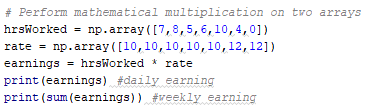 # Perform mathematical multiplication on two arrays
hrsWorked = np.array([7,8,5,6,10,4,0])
rate = np.array([10,10,10,10,10,12,12])
earnings = hrsWorked * rate
print(earnings) #daily earning
print(sum(earnings)) #weekly earning